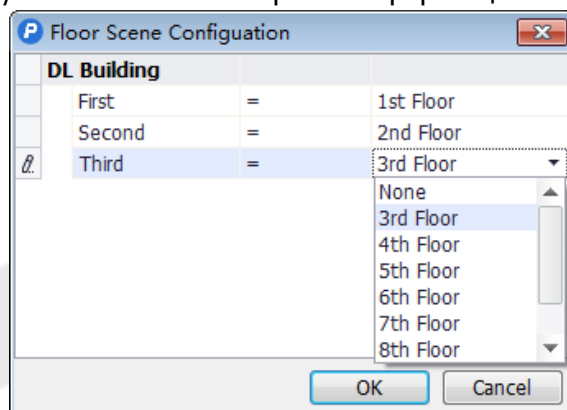 Floor Scene Configuation
DL Building
First = 1st Floor
Second = 2nd Floor
Third = 3rd Floor
None
3rd Floor
4th Floor
5th Floor
6th Floor
7th Floor
8th Floor
OK Cancel